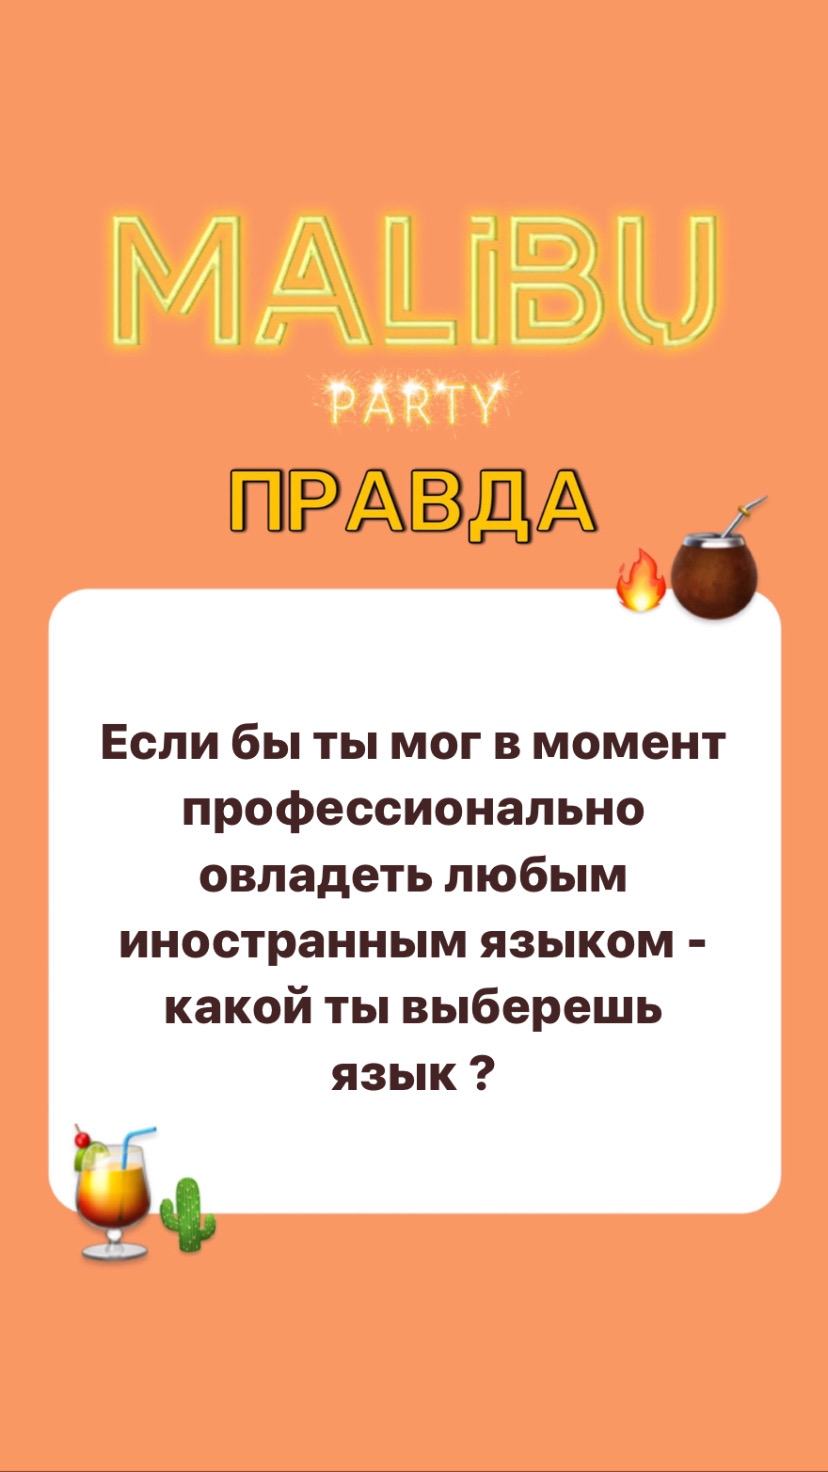 MALiBU
PARTY
ПРАВДА
Если бы ты мог в момент
профессионально
овладеть любым
иностранным языком -
какой ты выберешь
язык ?